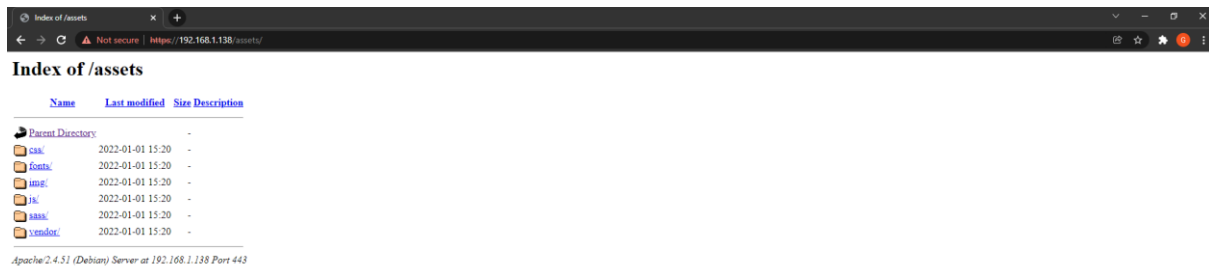 Index of /assets
Not secure | https://192.168.1.138/assets/
G
Index of /assets
Name Last modified Size Description
Parent Directory -
css/ 2022-01-01 15:20 -
fonts/ 2022-01-01 15:20 -
img/ 2022-01-01 15:20 -
js/ 2022-01-01 15:20 -
sass/ 2022-01-01 15:20 -
vendor/ 2022-01-01 15:20 -
Apache/2.4.51 (Debian) Server at 192.168.1.138 Port 443